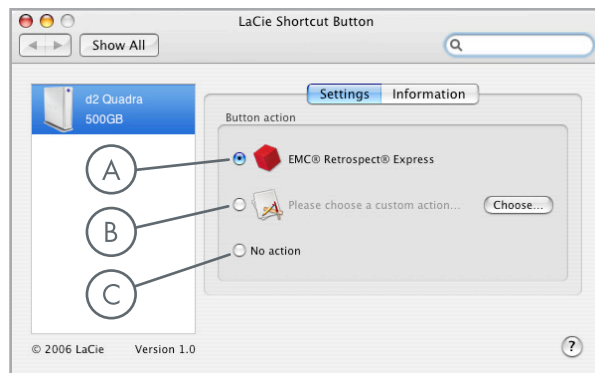 LaCie Shortcut Button
Show All
d2 Quadra
500GB
Settings Information
Button action
A
EMC® Retrospect® Express
B
Please choose a custom action... Choose...
C
No action
© 2006 LaCie Version 1.0
?